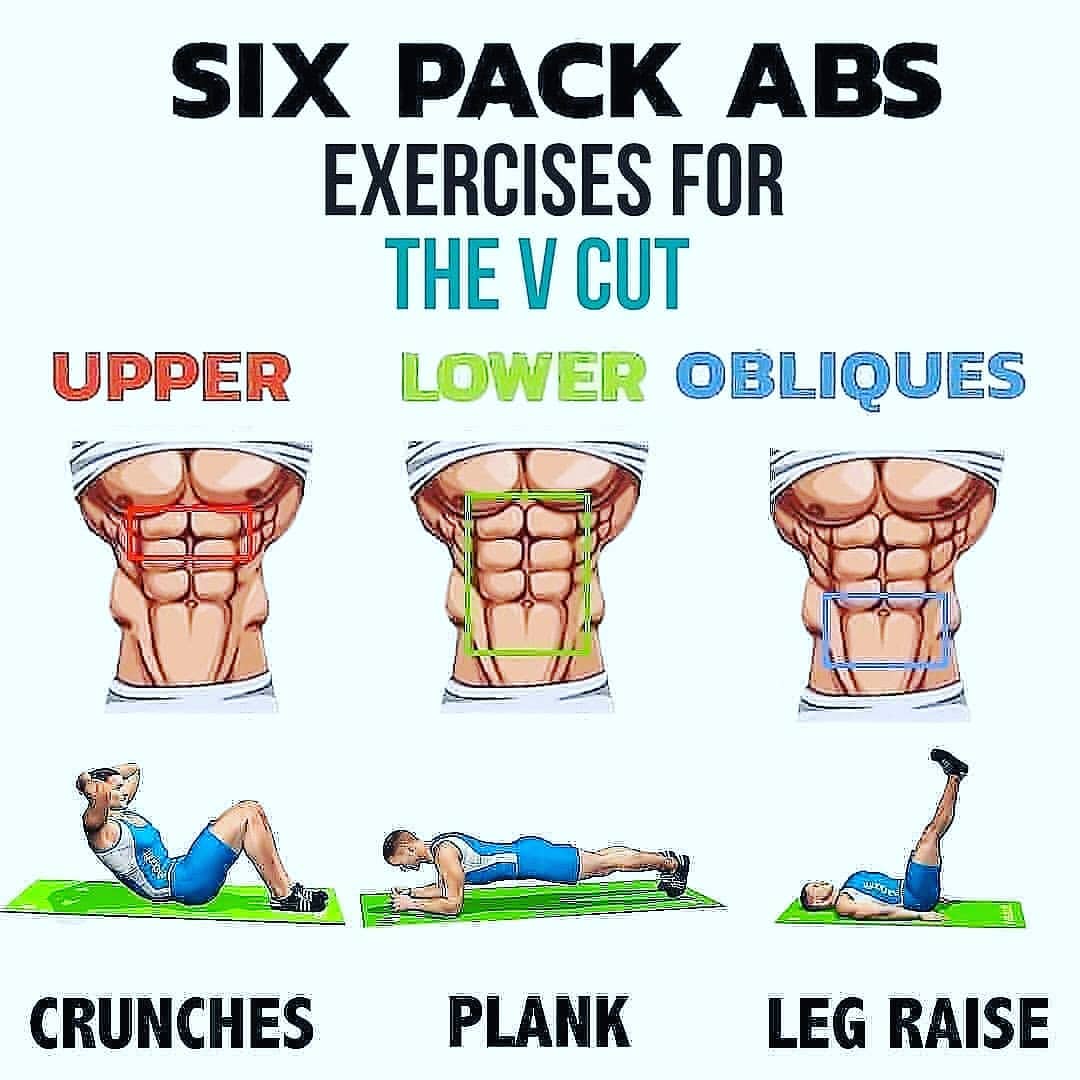 SIX PACK ABS
EXERCISES FOR
THE V CUT
UPPER LOWER OBLIQUES
CRUNCHES PLANK LEG RAISE